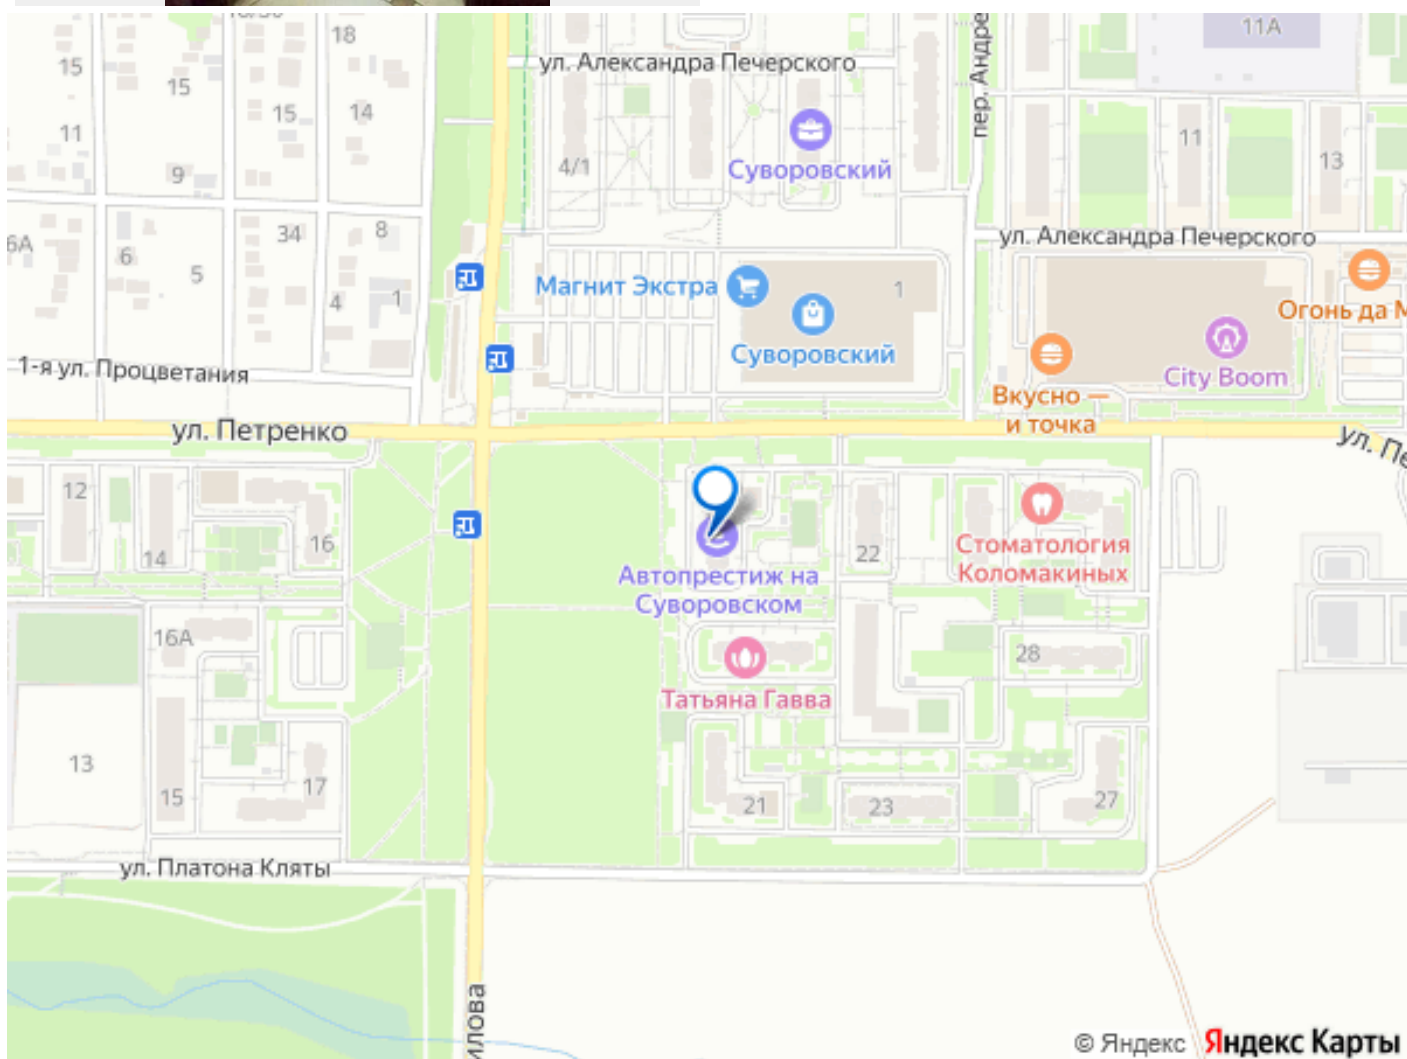 18
11А
ул. Александра Печерского
пер. Андре
15
15
15
14
11
11
13
4/1
Суворовский
9
34
8
6А
6
5
ул. Александра Печерского
4
1
Магнит Экстра
1
Огонь да М
Суворовский
1-я ул. Процветания
City Boom
Вкусно —
и точка
ул. Петренко
ул. Пе
12
14
16
22
Стоматология
Коломакиных
Автопрестиж на
Суворовском
16А
28
Татьяна Гавва
13
15
17
21
23
27
ул. Платона Кляты
илова
© Яндекс Яндекс Карты